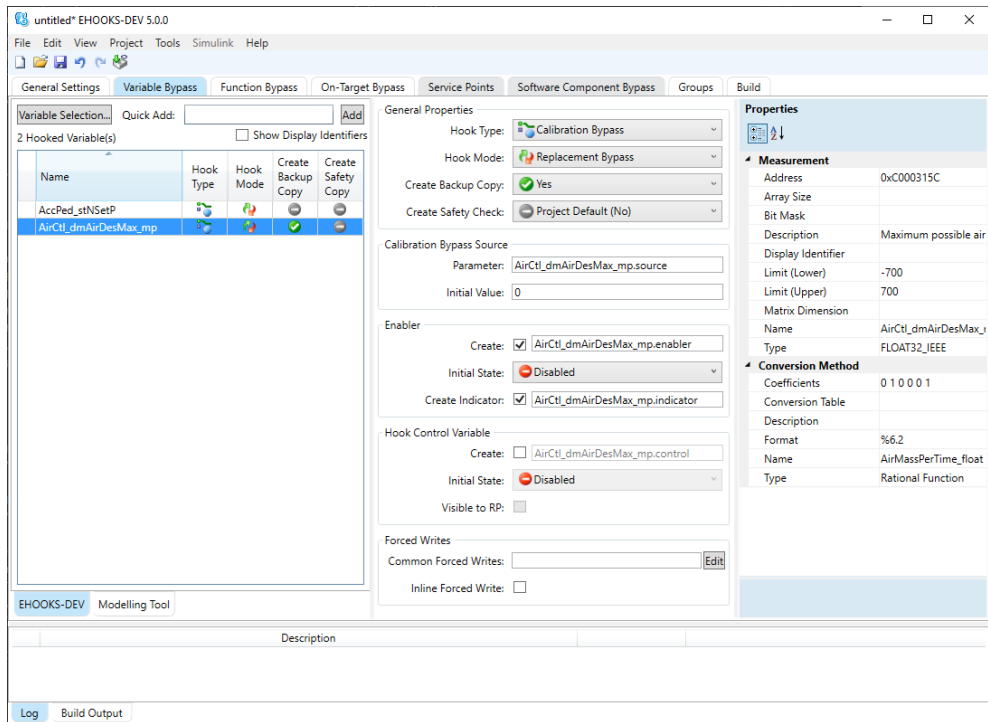 untitled* EHOOKS-DEV 5.0.0
File Edit View Project Tools Simulink Help
General Settings Variable Bypass Function Bypass On-Target Bypass Service Points Software Component Bypass Groups Build
Variable Selection... Quick Add: Add
2 Hooked Variable(s) Show Display Identifiers
Name Hook Type Hook Mode Create Backup Copy Create Safety Copy
AccPed_stNSetP
AirCtl_dmAirDesMax_mp
EHOOKS-DEV Modelling Tool
General Properties
Hook Type: Calibration Bypass
Hook Mode: Replacement Bypass
Create Backup Copy: Yes
Create Safety Check: Project Default (No)
Calibration Bypass Source
Parameter: AirCtl_dmAirDesMax_mp.source
Initial Value: 0
Enabler
Create: AirCtl_dmAirDesMax_mp.enabler
Initial State: Disabled
Create Indicator: AirCtl_dmAirDesMax_mp.indicator
Hook Control Variable
Create: AirCtl_dmAirDesMax_mp.control
Initial State: Disabled
Visible to RP:
Forced Writes
Common Forced Writes: Edit
Inline Forced Write:
Properties
Measurement
Address 0xC000315C
Array Size
Bit Mask
Description Maximum possible air
Display Identifier
Limit (Lower) -700
Limit (Upper) 700
Matrix Dimension
Name AirCtl_dmAirDesMax_
Type FLOAT32_IEEE
Conversion Method
Coefficients 0 1 0 0 0 1
Conversion Table
Description
Format %6.2
Name AirMassPerTime_float
Type Rational Function
Description
Log Build Output